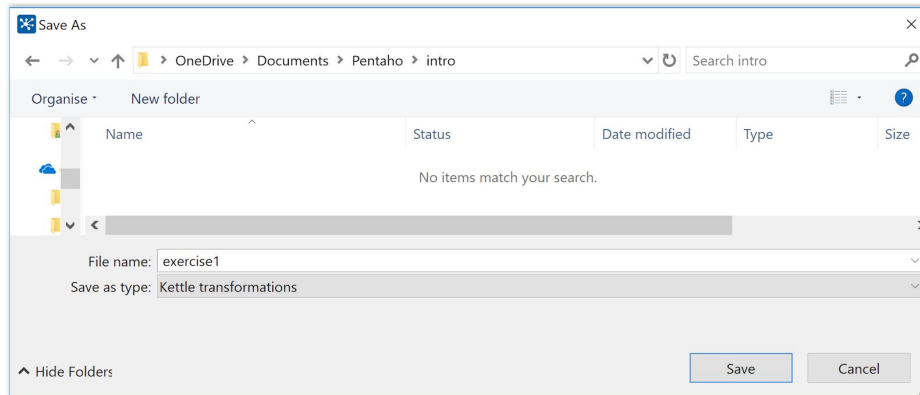 Save As
OneDrive > Documents > Pentaho > intro
Search intro
Organise
New folder
?
Name Status Date modified Type Size
No items match your search.
File name: exercise1
Save as type: Kettle transformations
Hide Folders
Save Cancel